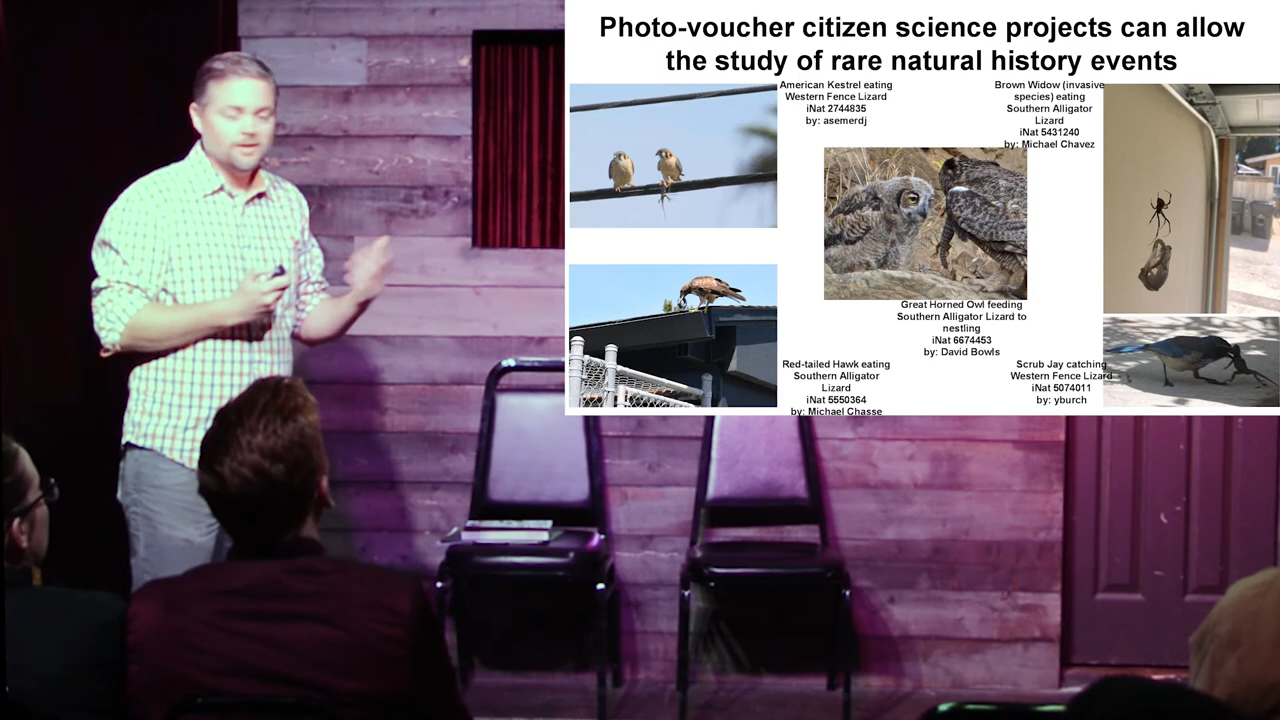 Photo-voucher citizen science projects can allow
the study of rare natural history events
American Kestrel eating
Western Fence Lizard
iNat 2744835
by: asemerdj
Brown Widow (invasive
species) eating
Southern Alligator
Lizard
iNat 5431240
by: Michael Chavez
Great Horned Owl feeding
Southern Alligator Lizard to
nestling
iNat 6674453
by: David Bowls
Red-tailed Hawk eating
Southern Alligator
Lizard
iNat 5550364
by: Michael Chasse
Scrub Jay catching
Western Fence Lizard
iNat 5074011
by: yburch